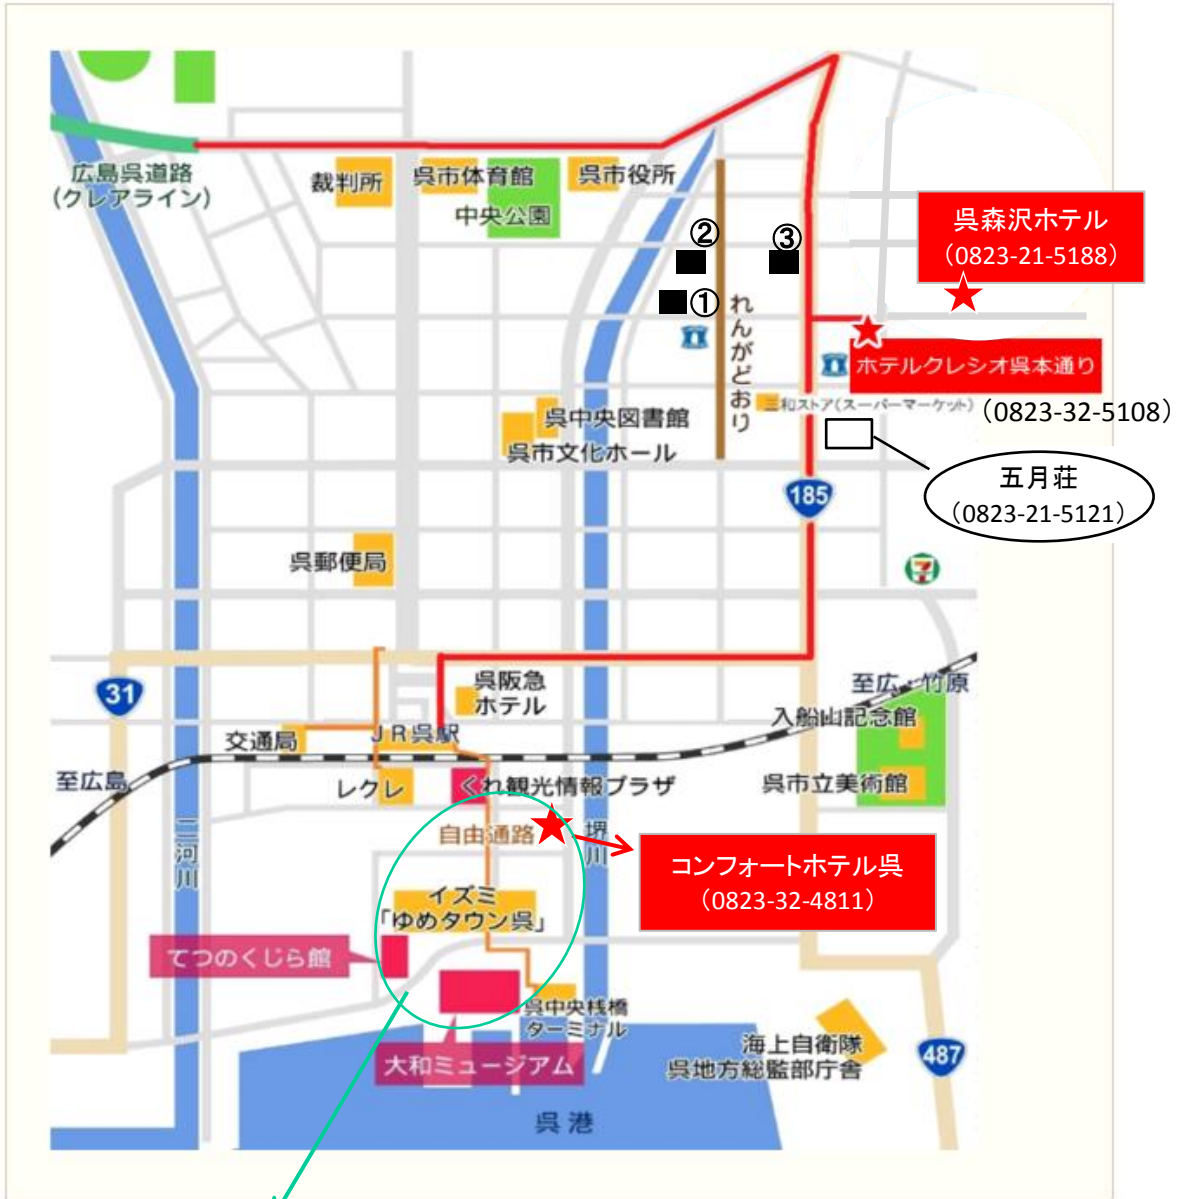 広島呉道路
(クレアライン)
裁判所
呉市体育館
中央公園
呉市役所
②
③
①
れんがどおり
呉森沢ホテル
(0823-21-5188)
ホテルクレシオ呉本通り
(0823-32-5108)
三和ストア(スーパーマーケット)
呉中央図書館
呉市文化ホール
五月荘
(0823-21-5121)
185
呉郵便局
7
31
呉阪急
ホテル
至広・竹原
入船山記念館
交通局
JR呉駅
至広島
レクレ
くれ観光情報プラザ
呉市立美術館
二河川
自由通路
堺川
コンフォートホテル呉
(0823-32-4811)
イズミ
「ゆめタウン呉」
てつのくじら館
呉中央桟橋
ターミナル
大和ミュージアム
海上自衛隊
呉地方総監部庁舎
487
呉港